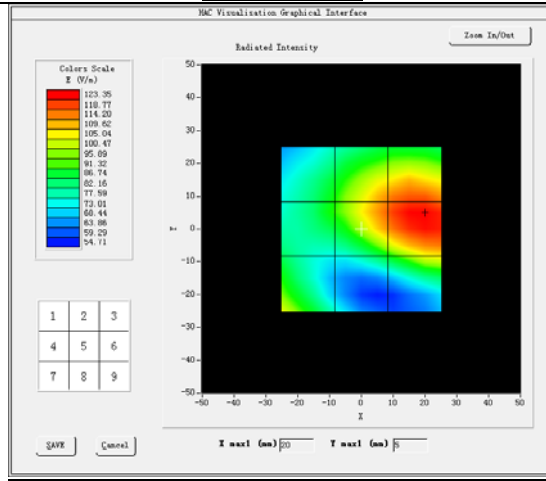 HAC Visualization Graphical Interface
Zoom In/Out
Radiated Intensity
Colors Scale
E (V/m)
123.35
118.77
114.20
109.62
105.04
100.47
95.89
91.32
86.74
82.16
77.59
73.01
68.44
63.86
59.29
54.71
50
40
30
20
10
0
-10
-20
-30
-40
-50
Y
-50 -40 -30 -20 -10 0 10 20 30 40 50
X
1 2 3
4 5 6
7 8 9
SAVE
Cancel
X max1 (mm) 20
Y max1 (mm) 5